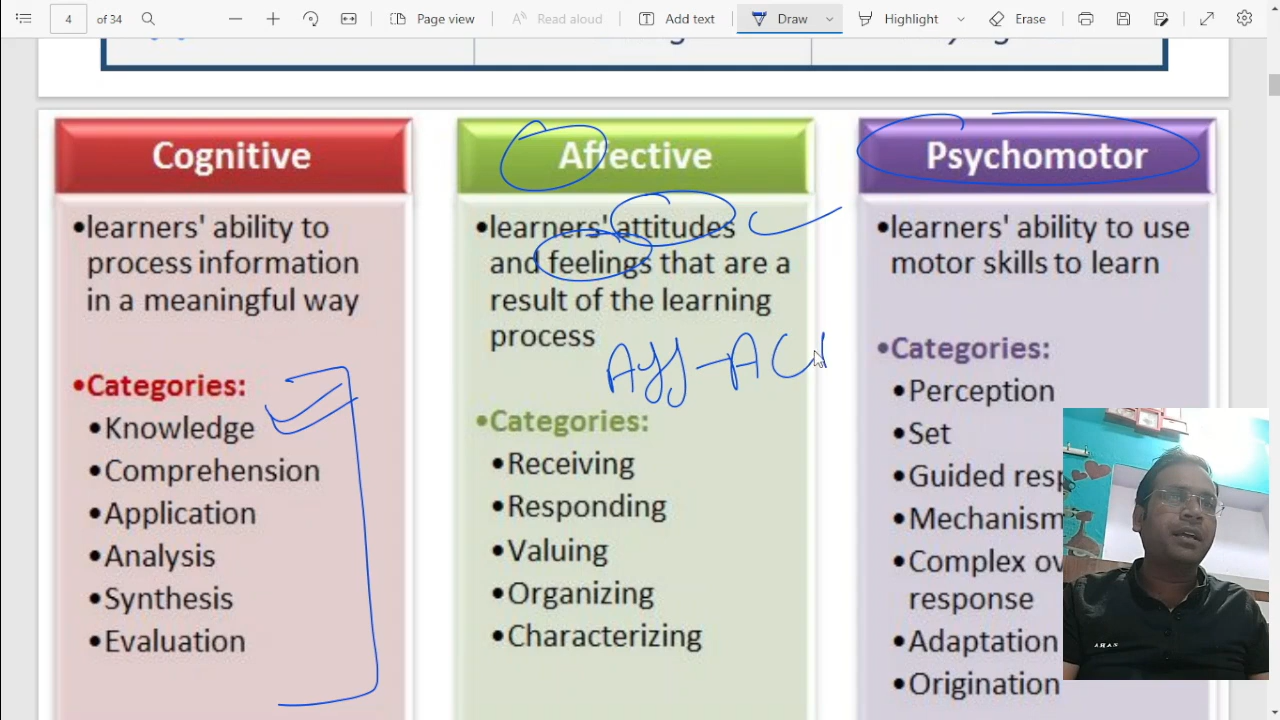 4 of 34 Page view Read aloud Add text Draw Highlight Erase
Cognitive
learners' ability to
process information
in a meaningful way
Categories:
Knowledge
Comprehension
Application
Analysis
Synthesis
Evaluation
Affective
learners' attitudes
and feelings that are a
result of the learning
process
Categories:
Receiving
Responding
Valuing
Organizing
Characterizing
Psychomotor
learners' ability to use
motor skills to learn
Categories:
Perception
Set
Guided resp
Mechanism
Complex ov
response
Adaptation
Origination